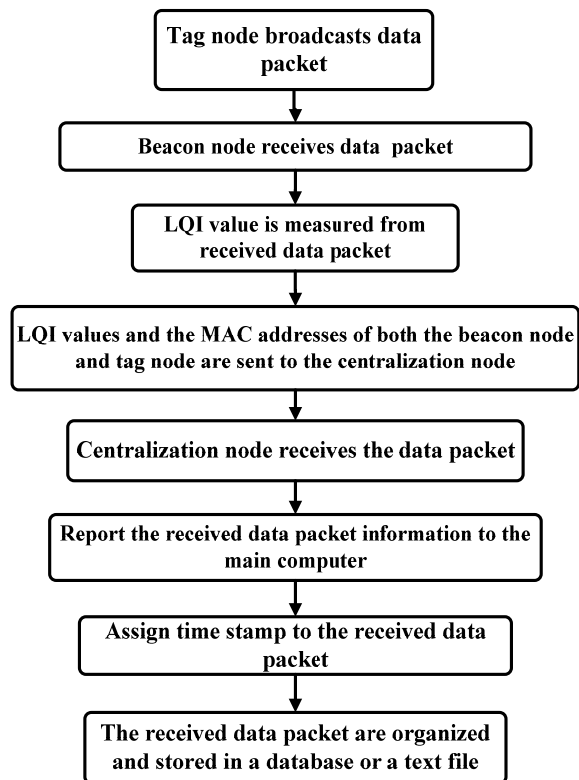 Tag node broadcasts data
packet
Beacon node receives data packet
LQI value is measured from
received data packet
LQI values and the MAC addresses of both the beacon node
and tag node are sent to the centralization node
Centralization node receives the data packet
Report the received data packet information to the
main computer
Assign time stamp to the received data
packet
The received data packet are organized
and stored in a database or a text file